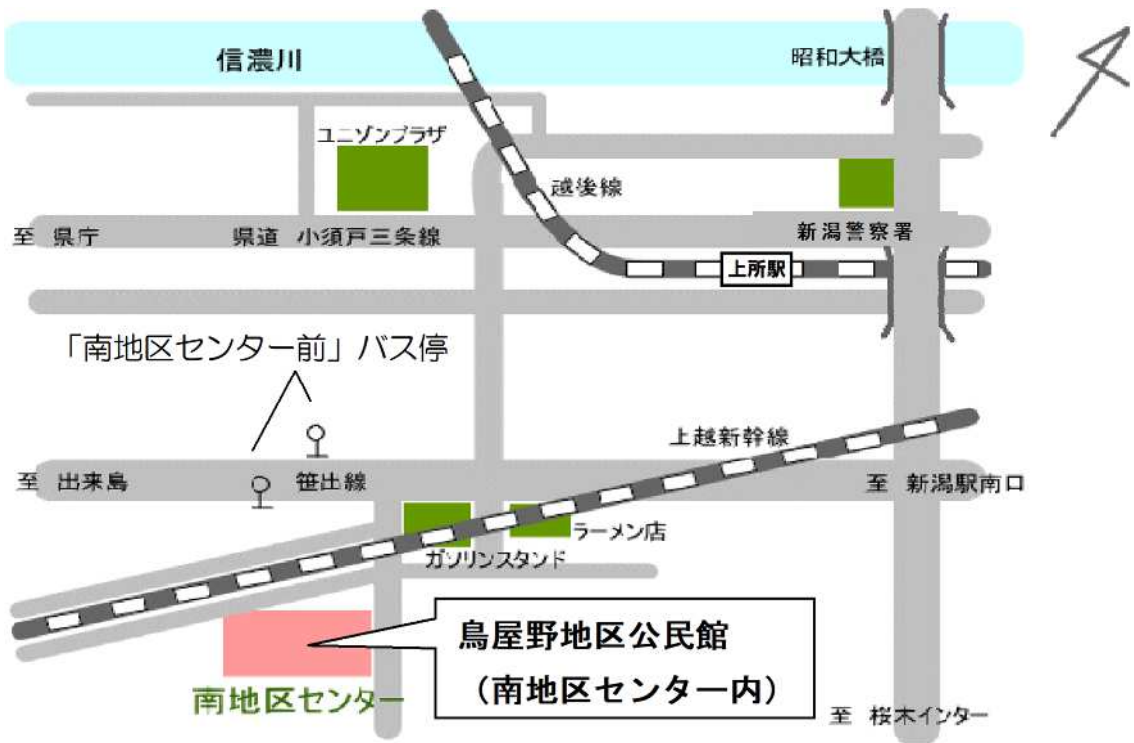 信濃川
昭和大橋
ユニゾンプラザ
越後線
至 県庁
県道 小須戸三条線
新潟警察署
上所駅
「南地区センター前」バス停
上越新幹線
至 出来島
笹出線
至 新潟駅南口
ラーメン店
ガソリンスタンド
鳥屋野地区公民館
(南地区センター内)
南地区センター
至 桜木インター